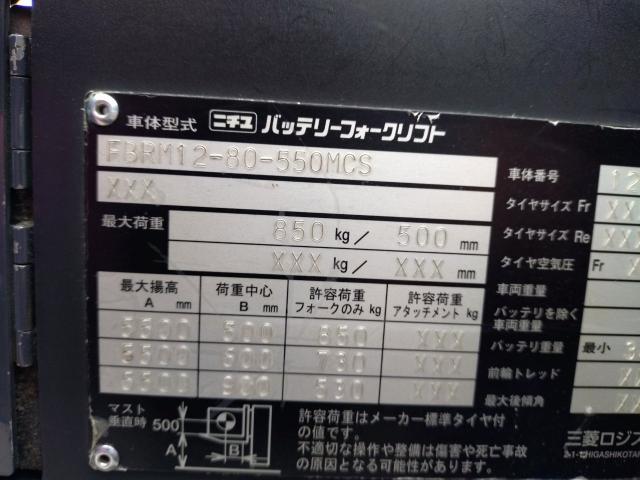 車体型式 ニチユ バッテリーフォークリフト
FBRM12-80-550MCS
XXX
最大荷重 850 kg/ 500 mm
XXX kg/ XXX mm
最大揚高 A mm 荷重中心 B mm 許容荷重 フォークのみ kg 許容荷重 アタッチメント kg
5500 500 850 XXX
5500 600 730 XXX
5500 900 530 XXX
マスト垂直時 500 A B
許容荷重はメーカー標準タイヤ付
の値です。
不適切な操作や整備は傷害や死亡事故
の原因となる可能性があります。
車体番号 12
タイヤサイズ Fr XX
タイヤサイズ Re XXX
タイヤ空気圧 Fr
車両重量
バッテリを除く
車両重量
バッテリ重量 最小 3
前輪トレッド
最大後傾角
三菱ロジス
2-1-1HIGASHIKOTAR